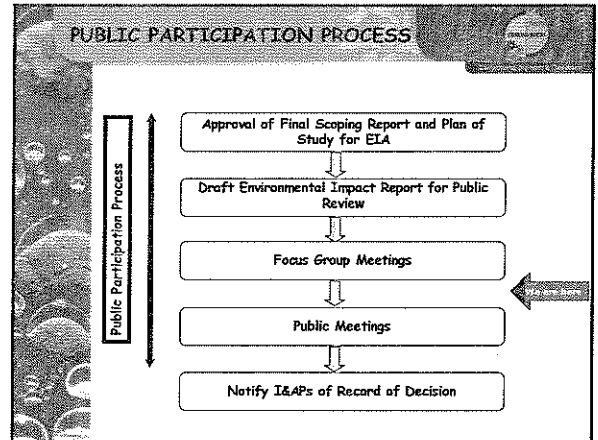 PUBLIC PARTICIPATION PROCESS
Public Participation Process
Approval of Final Scoping Report and Plan of
Study for EIA
Draft Environmental Impact Report for Public
Review
Focus Group Meetings
Public Meetings
Notify I&APs of Record of Decision